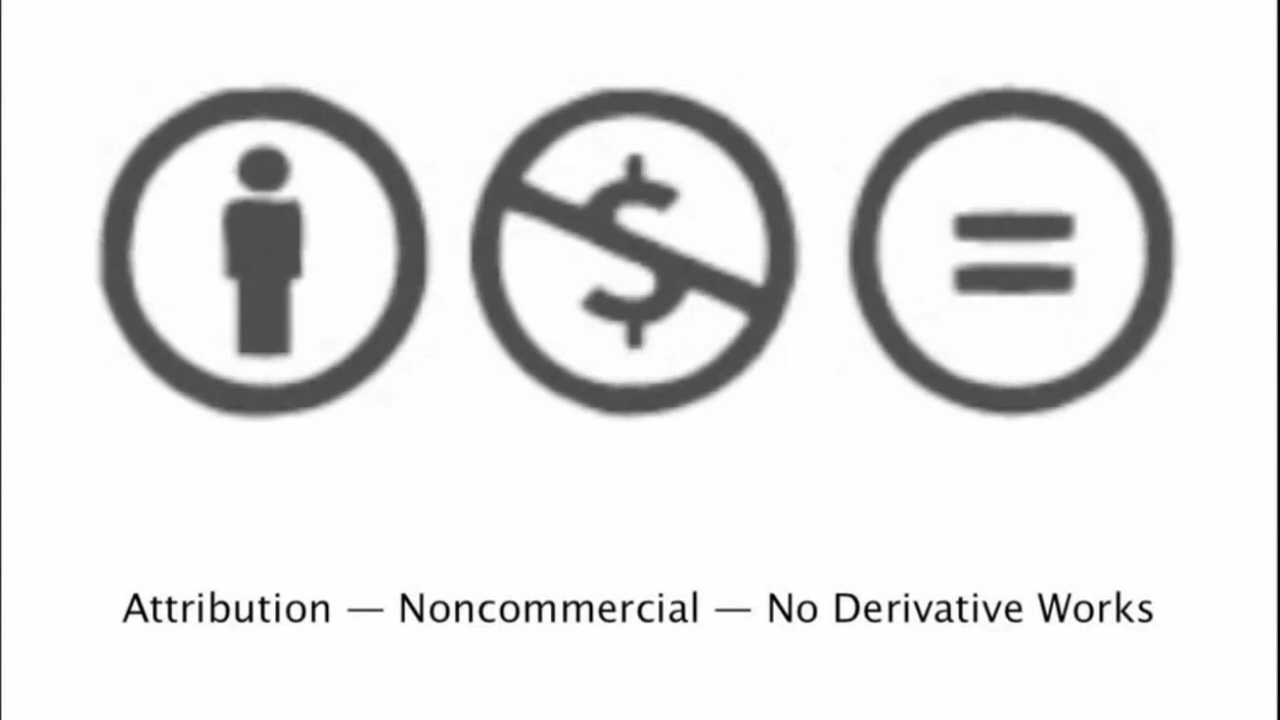 Attribution — Noncommercial — No Derivative Works